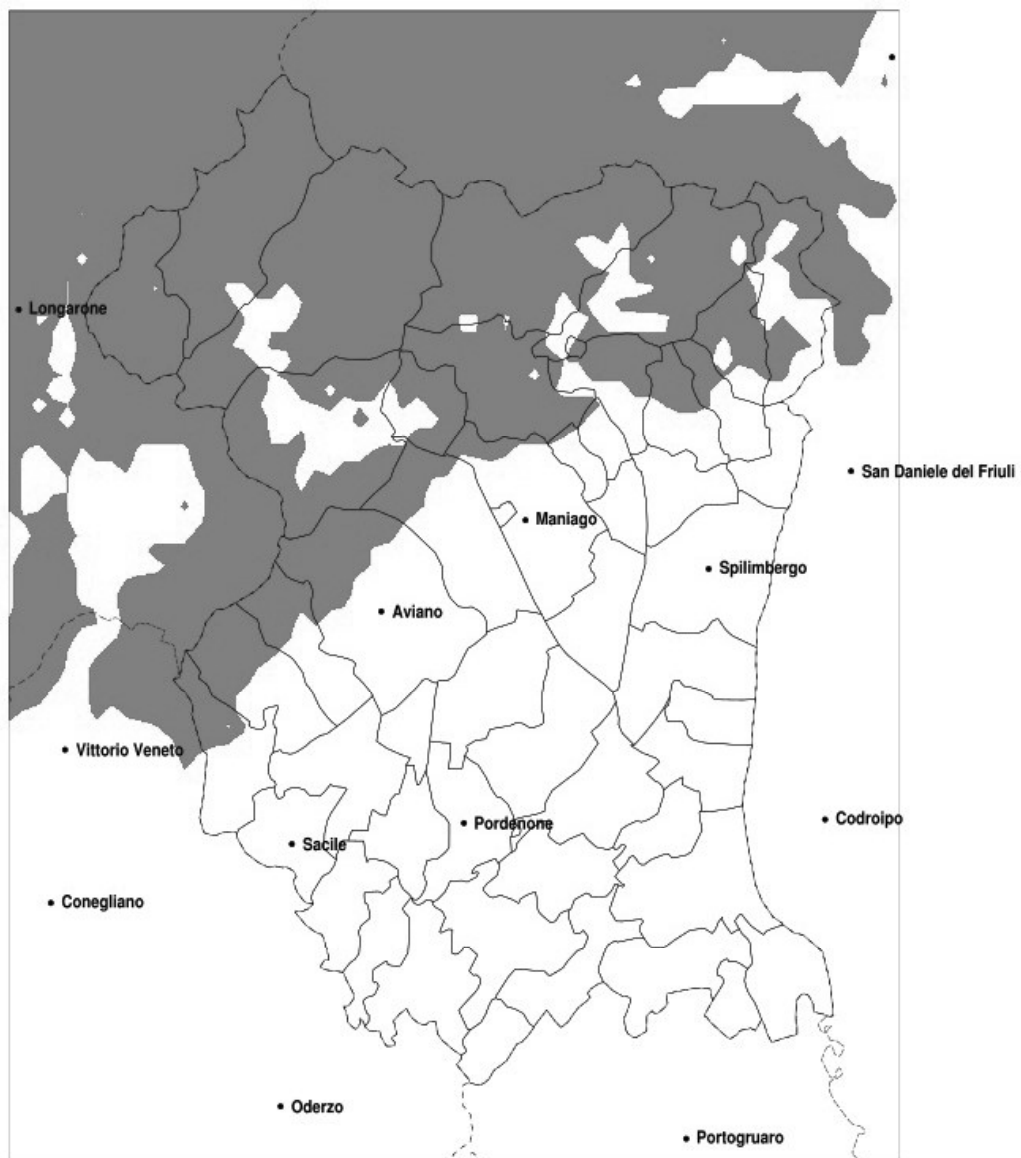 Longarone
San Daniele del Friuli
Maniago
Spilimbergo
Aviano
Vittorio Veneto
Codroipo
Pordenone
Sacile
Conegliano
Oderzo
Portogruaro